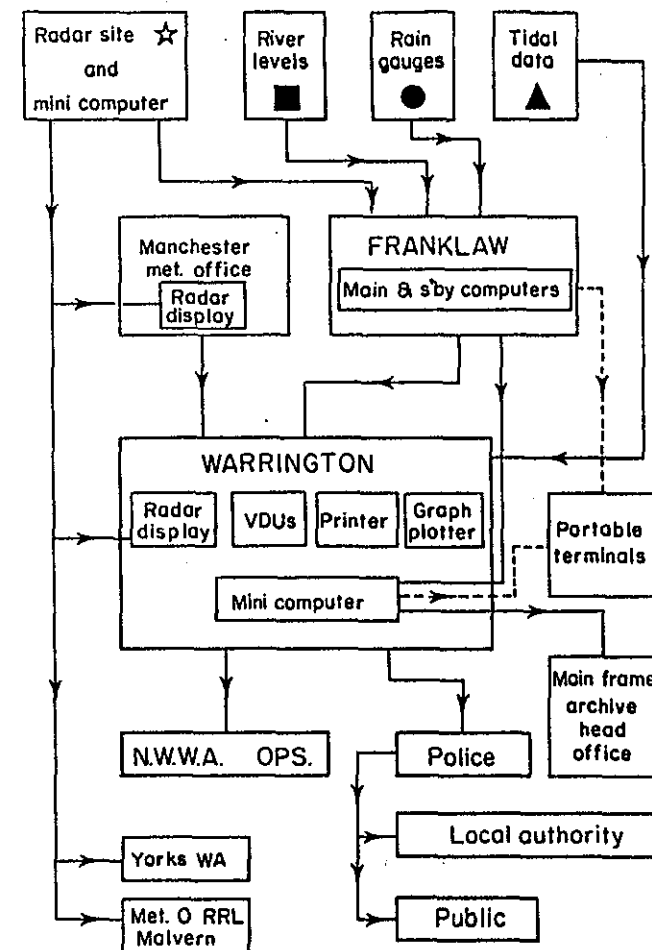 Radar site
and
mini computer
River
levels
Rain
gauges
Tidal
data
Manchester
met. office
Radar
display
FRANKLAW
Main & s'by computers
WARRINGTON
Radar
display
VDUs
Printer
Graph
plotter
Mini computer
Portable
terminals
Main frame
archive
head
office
N.W.W.A. OPS.
Police
Local authority
Yorks WA
Public
Met. O RRL
Malvern